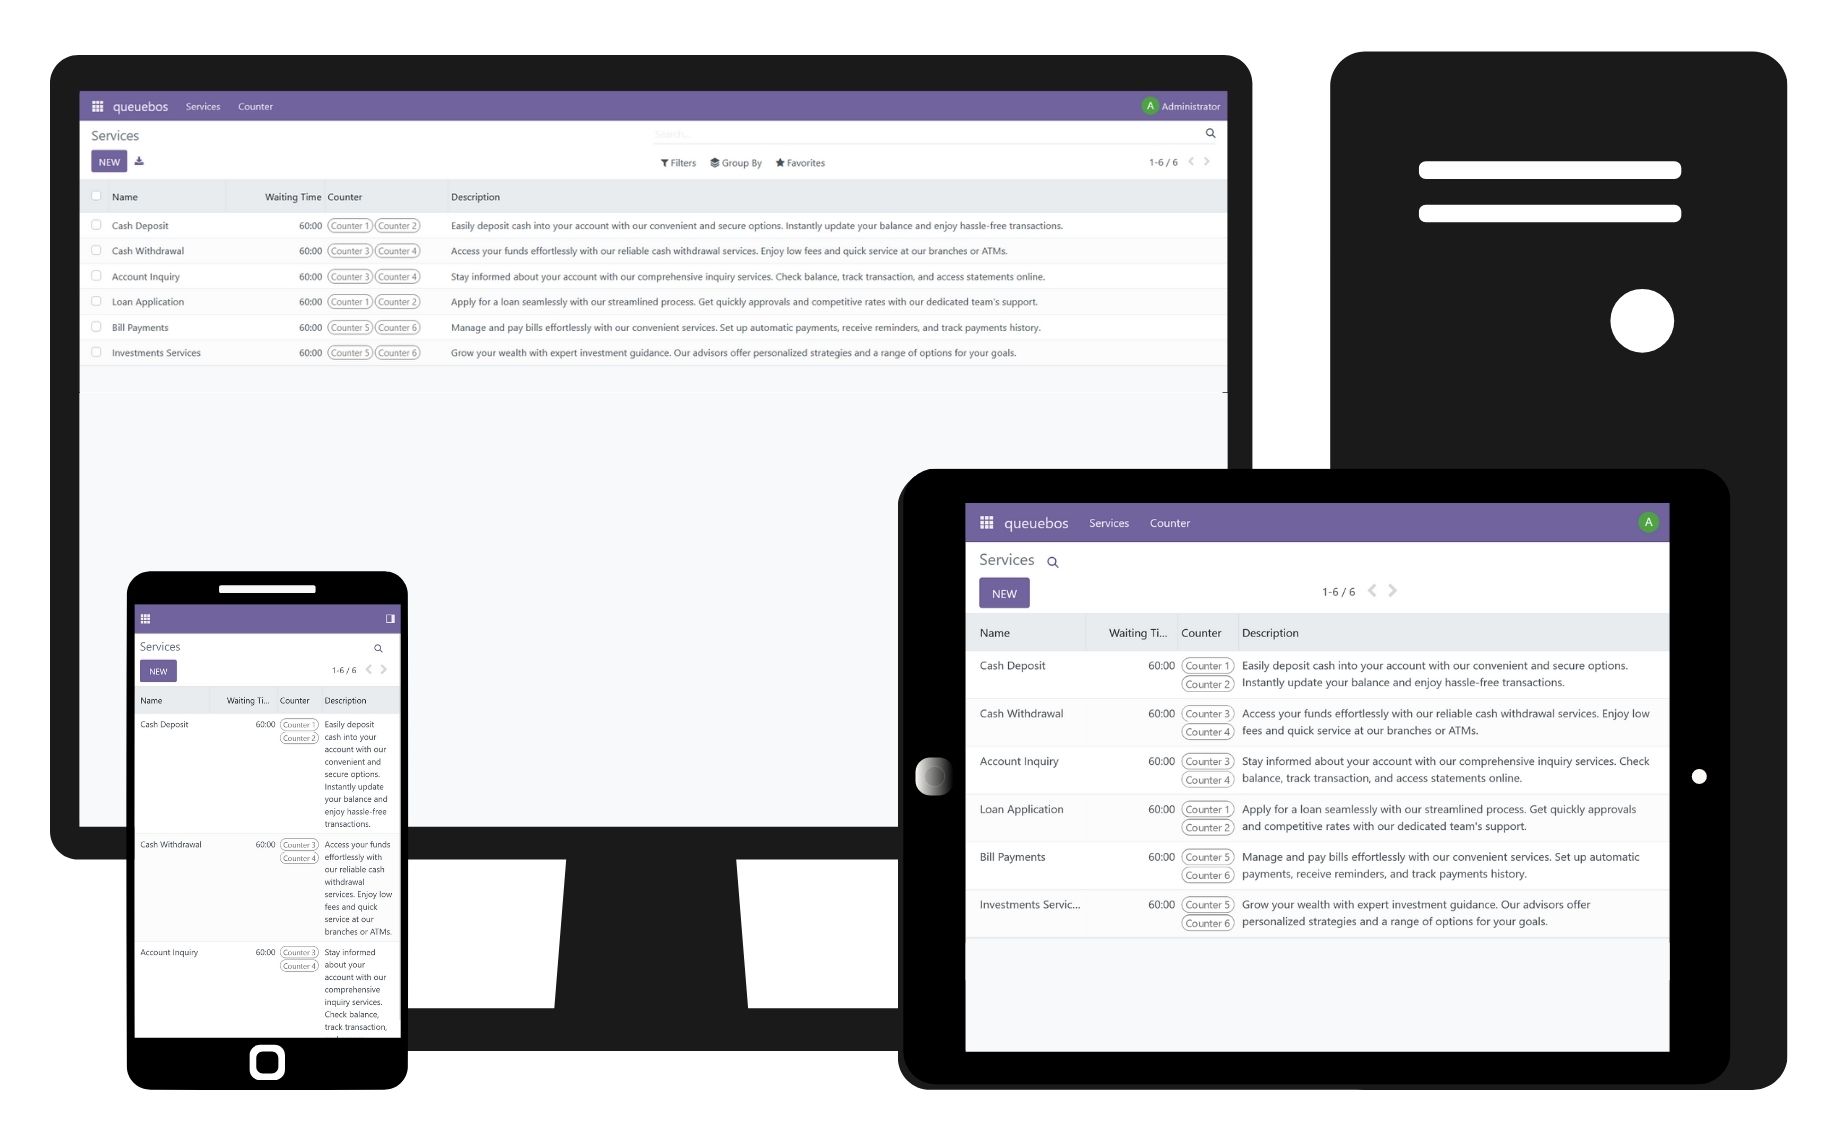 queuebos Services Counter A Administrator
Services Search...
NEW Filters Group By Favorites 1-6 / 6
Name Waiting Time Counter Description
Cash Deposit 60:00 Counter 1 Counter 2 Easily deposit cash into your account with our convenient and secure options. Instantly update your balance and enjoy hassle-free transactions.
Cash Withdrawal 60:00 Counter 3 Counter 4 Access your funds effortlessly with our reliable cash withdrawal services. Enjoy low fees and quick service at our branches or ATMs.
Account Inquiry 60:00 Counter 3 Counter 4 Stay informed about your account with our comprehensive inquiry services. Check balance, track transaction, and access statements online.
Loan Application 60:00 Counter 1 Counter 2 Apply for a loan seamlessly with our streamlined process. Get quickly approvals and competitive rates with our dedicated team's support.
Bill Payments 60:00 Counter 5 Counter 6 Manage and pay bills effortlessly with our convenient services. Set up automatic payments, receive reminders, and track payments history.
Investments Services 60:00 Counter 5 Counter 6 Grow your wealth with expert investment guidance. Our advisors offer personalized strategies and a range of options for your goals.
Services
NEW 1-6 / 6
Name Waiting Ti... Counter Description
Cash Deposit 60:00 Counter 1 Easily deposit
Counter 2 cash into your
account with our
convenient and
secure options.
Instantly update
your balance and
enjoy hassle-free
transactions.
Cash Withdrawal 60:00 Counter 3 Access your funds
Counter 4 effortlessly with
our reliable cash
withdrawal
services. Enjoy low
fees and quick
service at our
branches or ATMs.
Account Inquiry 60:00 Counter 3 Stay informed
Counter 4 about your
account with our
comprehensive
inquiry services.
Check balance,
track transaction,
queuebos Services Counter A
Services
NEW 1-6 / 6
Name Waiting Ti... Counter Description
Cash Deposit 60:00 Counter 1 Easily deposit cash into your account with our convenient and secure options.
Counter 2 Instantly update your balance and enjoy hassle-free transactions.
Cash Withdrawal 60:00 Counter 3 Access your funds effortlessly with our reliable cash withdrawal services. Enjoy low
Counter 4 fees and quick service at our branches or ATMs.
Account Inquiry 60:00 Counter 3 Stay informed about your account with our comprehensive inquiry services. Check
Counter 4 balance, track transaction, and access statements online.
Loan Application 60:00 Counter 1 Apply for a loan seamlessly with our streamlined process. Get quickly approvals
Counter 2 and competitive rates with our dedicated team's support.
Bill Payments 60:00 Counter 5 Manage and pay bills effortlessly with our convenient services. Set up automatic
Counter 6 payments, receive reminders, and track payments history.
Investments Servic... 60:00 Counter 5 Grow your wealth with expert investment guidance. Our advisors offer
Counter 6 personalized strategies and a range of options for your goals.